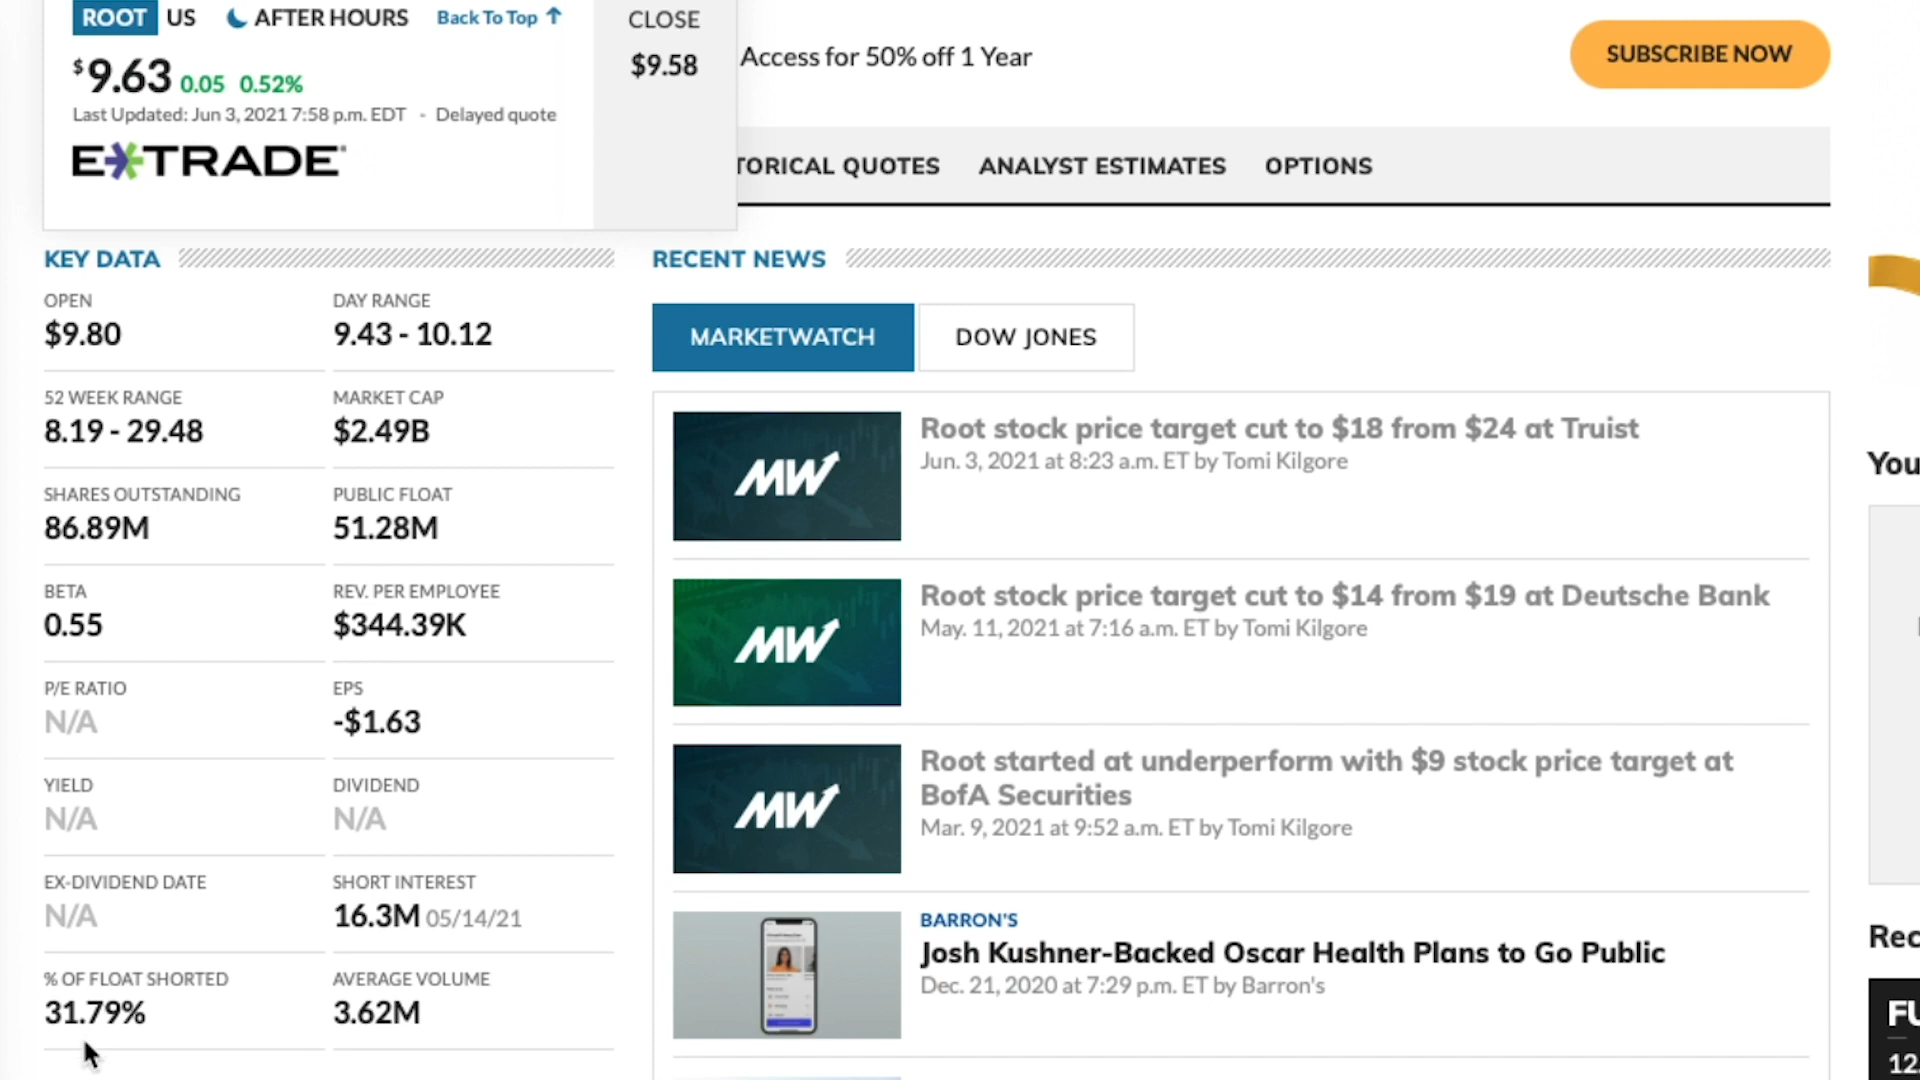 ROOT US AFTER HOURS Back To Top ↑
$9.63 0.05 0.52%
Last Updated: Jun 3, 2021 7:58 p.m. EDT - Delayed quote
E*TRADE
CLOSE
$9.58
Access for 50% off 1 Year
SUBSCRIBE NOW
TORICAL QUOTES ANALYST ESTIMATES OPTIONS
KEY DATA
OPEN
$9.80
DAY RANGE
9.43 - 10.12
52 WEEK RANGE
8.19 - 29.48
MARKET CAP
$2.49B
SHARES OUTSTANDING
86.89M
PUBLIC FLOAT
51.28M
BETA
0.55
REV. PER EMPLOYEE
$344.39K
P/E RATIO
N/A
EPS
-$1.63
YIELD
N/A
DIVIDEND
N/A
EX-DIVIDEND DATE
N/A
SHORT INTEREST
16.3M 05/14/21
% OF FLOAT SHORTED
31.79%
AVERAGE VOLUME
3.62M
RECENT NEWS
MARKETWATCH DOW JONES
MW
Root stock price target cut to $18 from $24 at Truist
Jun. 3, 2021 at 8:23 a.m. ET by Tomi Kilgore
MW
Root stock price target cut to $14 from $19 at Deutsche Bank
May. 11, 2021 at 7:16 a.m. ET by Tomi Kilgore
MW
Root started at underperform with $9 stock price target at
BofA Securities
Mar. 9, 2021 at 9:52 a.m. ET by Tomi Kilgore
BARRON'S
Josh Kushner-Backed Oscar Health Plans to Go Public
Dec. 21, 2020 at 7:29 p.m. ET by Barron's
You
Rec
FU
12